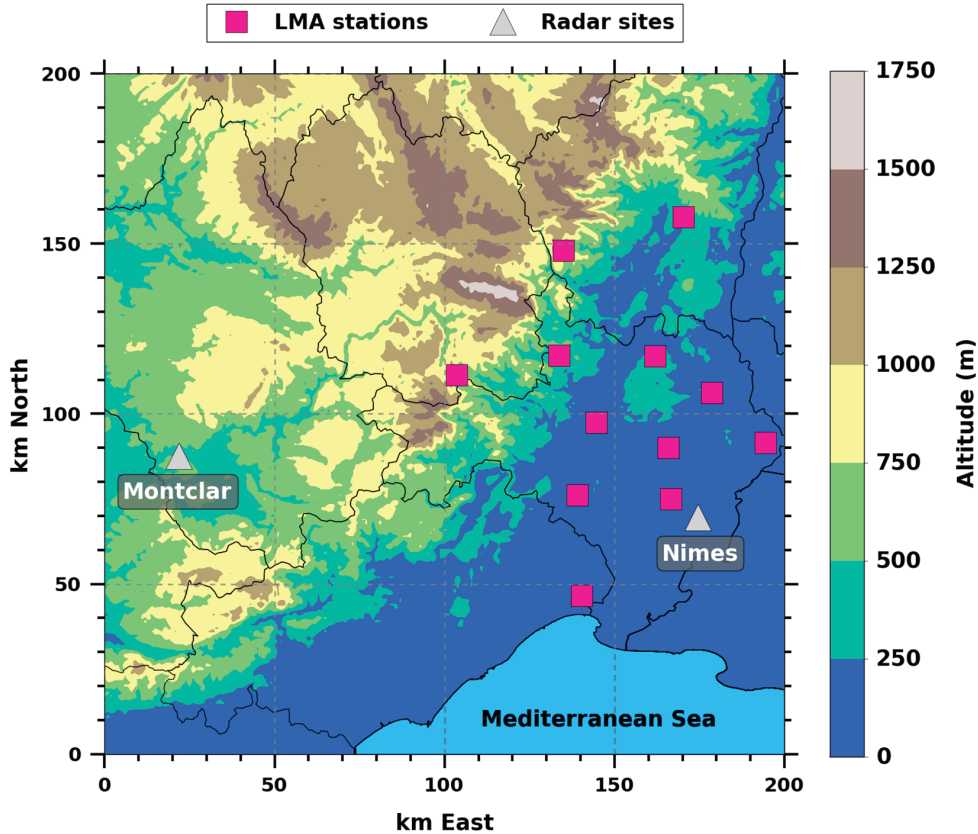 LMA stations Radar sites
200
150
100
50
0
km North
0 50 100 150 200
km East
Montclar
Nimes
Mediterranean Sea
1750
1500
1250
1000
750
500
250
0
Altitude (m)